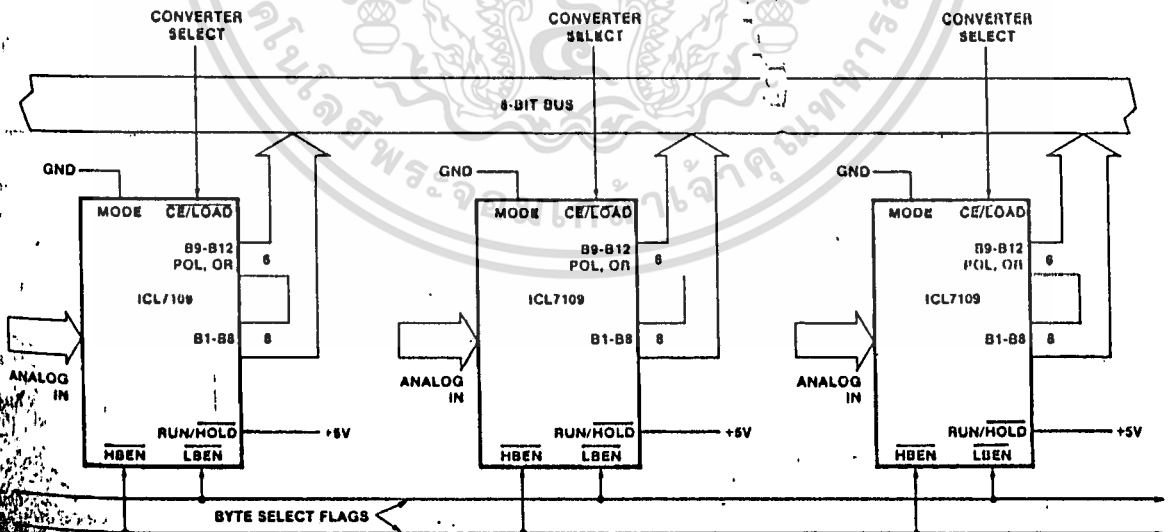 CONVERTER
SELECT
CONVERTER
SELECT
CONVERTER
SELECT
8-BIT BUS
GND
MODE
CE/LOAD
B9-B12
POL, OR
6
ICL7109
B1-B8
8
ANALOG
IN
RUN/HOLD
+5V
HBEN
LBEN
GND
MODE
CE/LOAD
B9-B12
POL, OR
6
ICL7109
B1-B8
8
ANALOG
IN
RUN/HOLD
+5V
HBEN
LBEN
GND
MODE
CE/LOAD
B9-B12
POL, OR
6
ICL7109
B1-B8
8
ANALOG
IN
RUN/HOLD
+5V
HBEN
LBEN
BYTE SELECT FLAGS